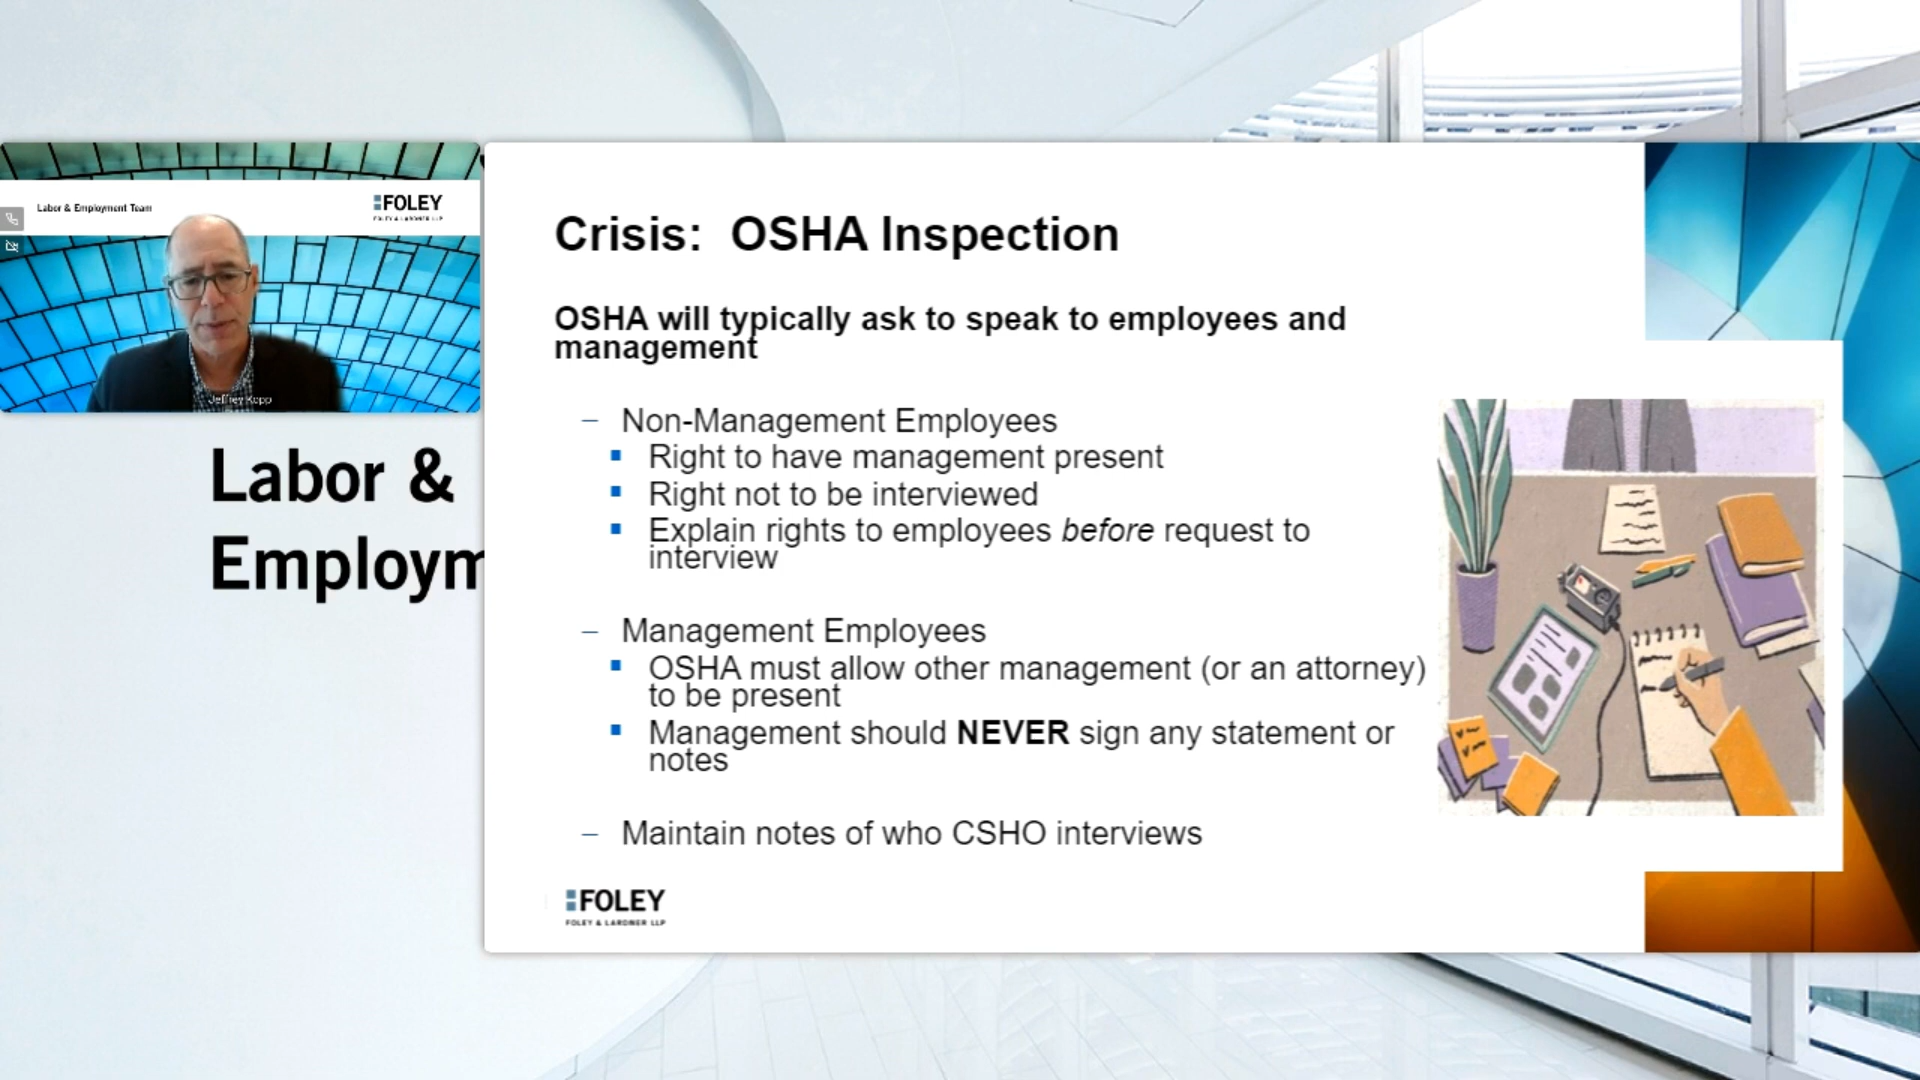 Labor & Employment Team
FOLEY
FOLEY & LARDNER LLP
Jeffrey Kopp
Labor &
Employm
Crisis: OSHA Inspection
OSHA will typically ask to speak to employees and
management
– Non-Management Employees
▪ Right to have management present
▪ Right not to be interviewed
▪ Explain rights to employees before request to
interview
– Management Employees
▪ OSHA must allow other management (or an attorney)
to be present
▪ Management should NEVER sign any statement or
notes
– Maintain notes of who CSHO interviews
FOLEY
FOLEY & LARDNER LLP